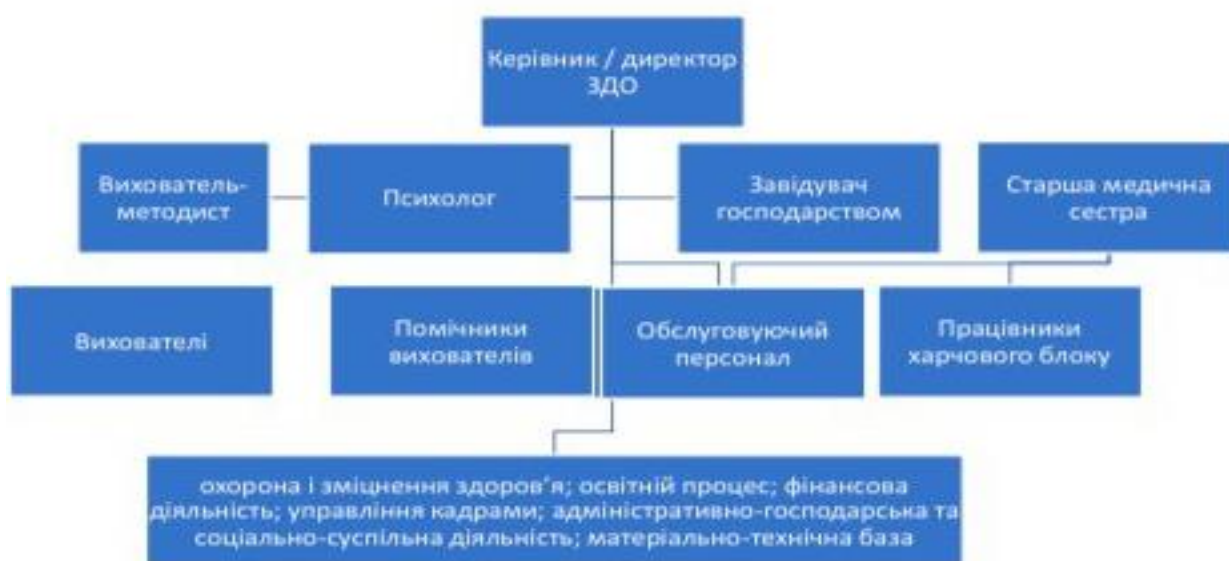 Керівник / директор
ЗДО
Вихователь-
методист
Психолог
Завідувач
господарством
Старша медична
сестра
Вихователі
Помічники
вихователів
Обслуговуючий
персонал
Працівники
харчового блоку
охорона і зміцнення здоров'я; освітній процес; фінансова
діяльність; управління кадрами; адміністративно-господарська та
соціально-суспільна діяльність; матеріально-технічна база